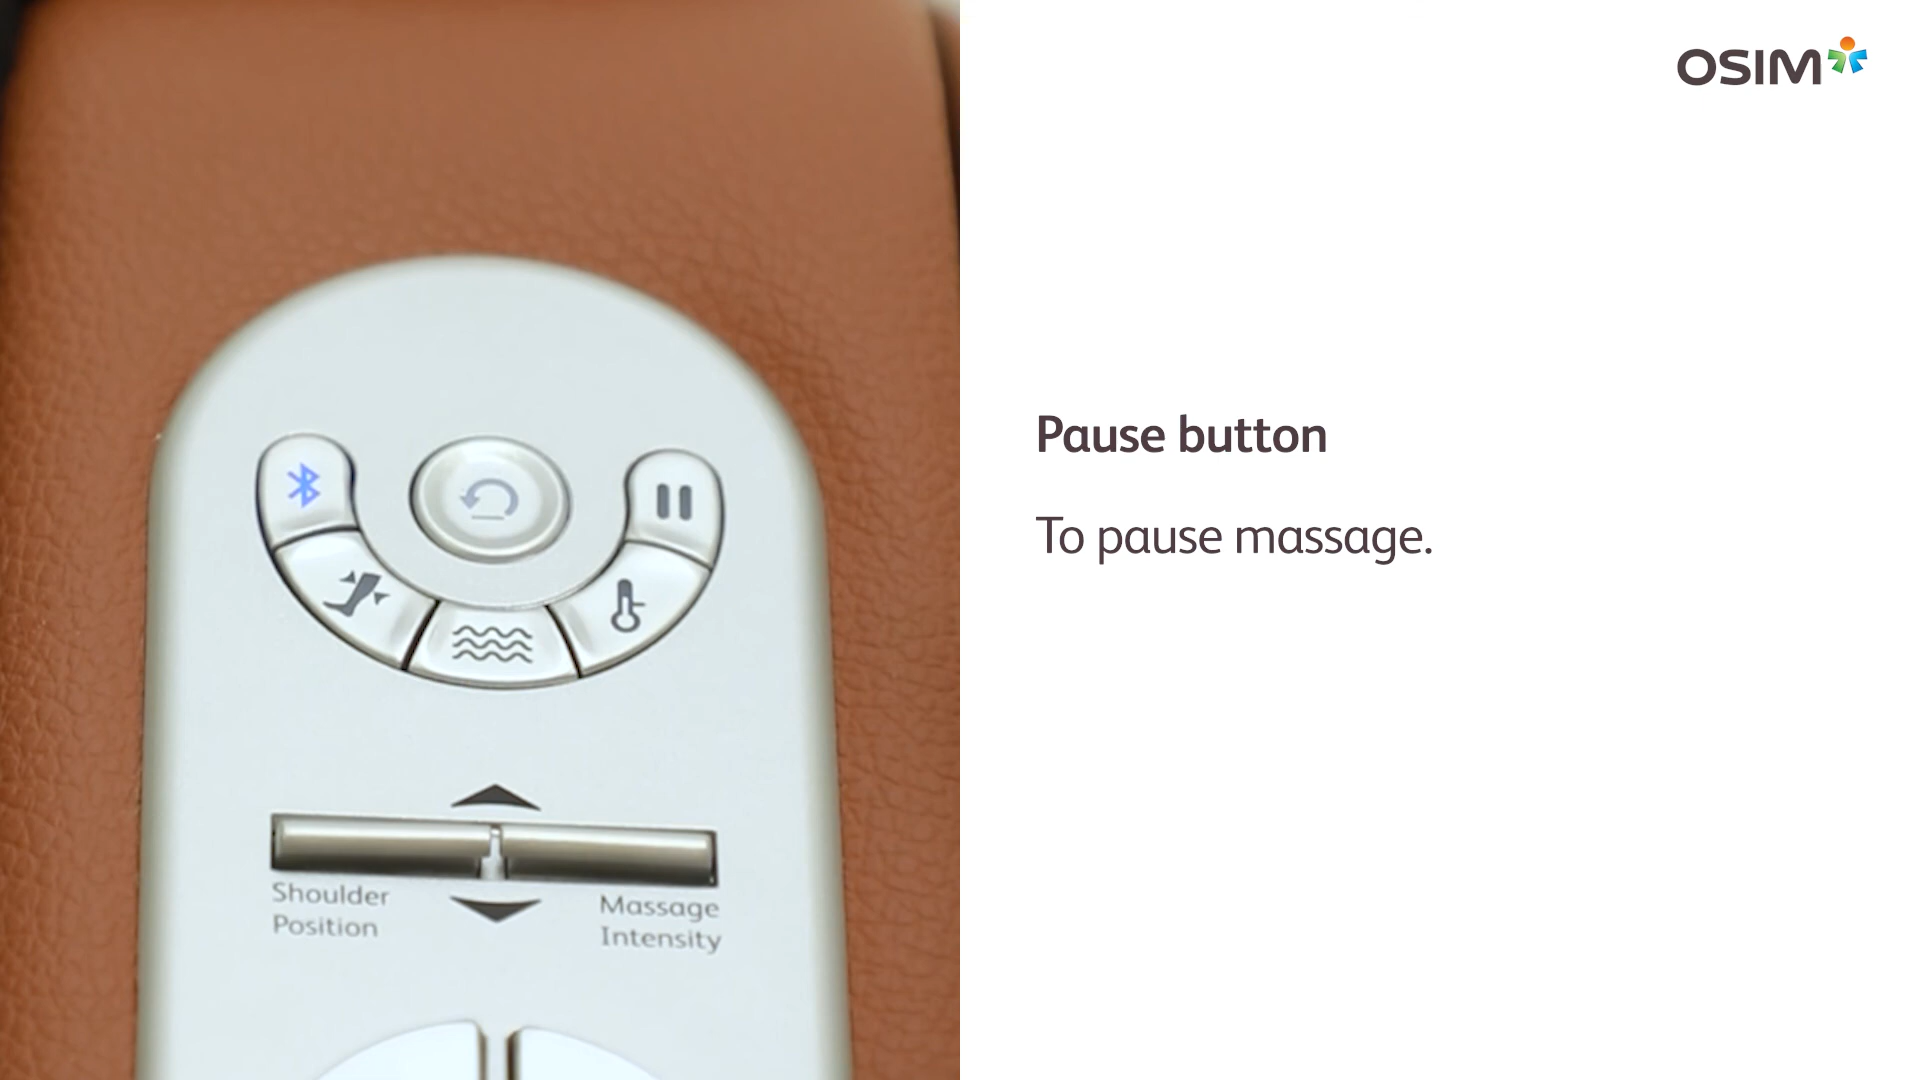 OSIM
Pause button
To pause massage.
Shoulder
Position
Massage
Intensity